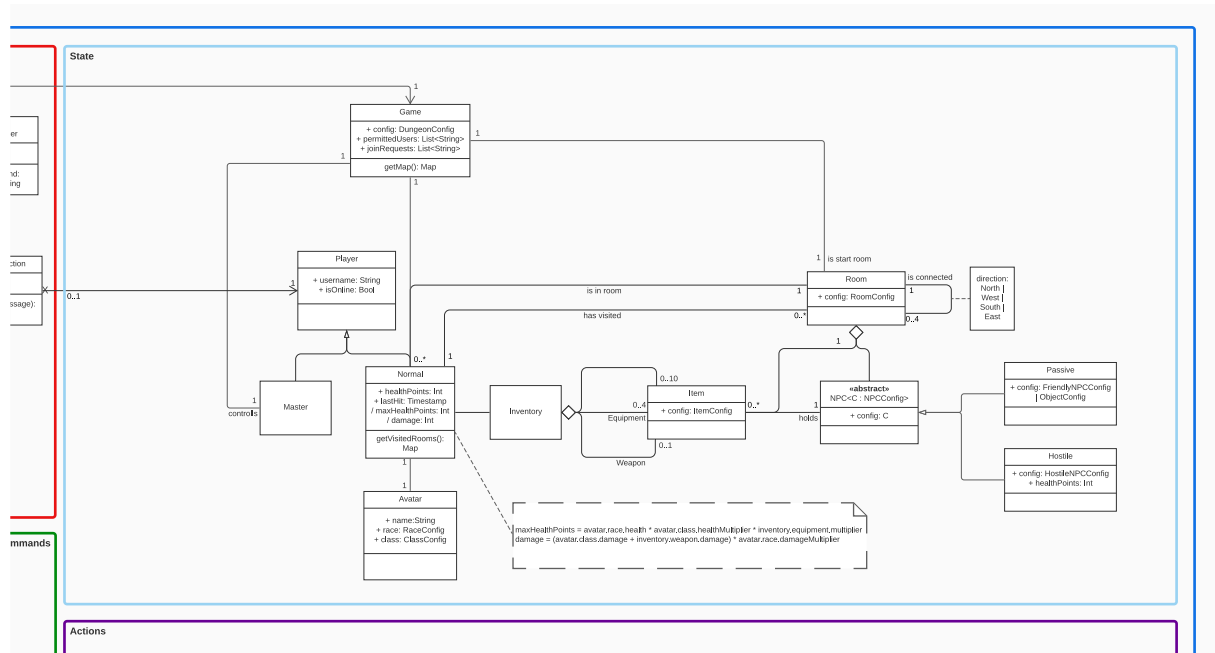 State
1
Game
+ config: DungeonConfig
+ permittedUsers: List<String>
+ joinRequests: List<String>
getMap(): Map
1
1
1
er
nd:
ing
Player
+ username: String
+ isOnline: Bool
1
0..1
ction
ssage):
X
1
is start room
Room
+ config: RoomConfig
is connected
1
0..4
direction:
North |
West |
South |
East
is in room
1
has visited
0..*
1
0..*
1
Normal
+ healthPoints: Int
+ lastHit: Timestamp
/ maxHealthPoints: Int
/ damage: Int
getVisitedRooms():
Map
Master
1
controls
Inventory
0..10
0..4
Equipment
0..1
Weapon
Item
+ config: ItemConfig
0..*
1
holds
«abstract»
NPC<C : NPCConfig>
+ config: C
Passive
+ config: FriendlyNPCConfig
| ObjectConfig
Hostile
+ config: HostileNPCConfig
+ healthPoints: Int
1
1
Avatar
+ name:String
+ race: RaceConfig
+ class: ClassConfig
maxHealthPoints = avatar,race,health * avatar,class,healthMultiplier * inventory,equipment,multiplier
damage = (avatar.class.damage + inventory.weapon.damage) * avatar.race.damageMultiplier
mmands
Actions